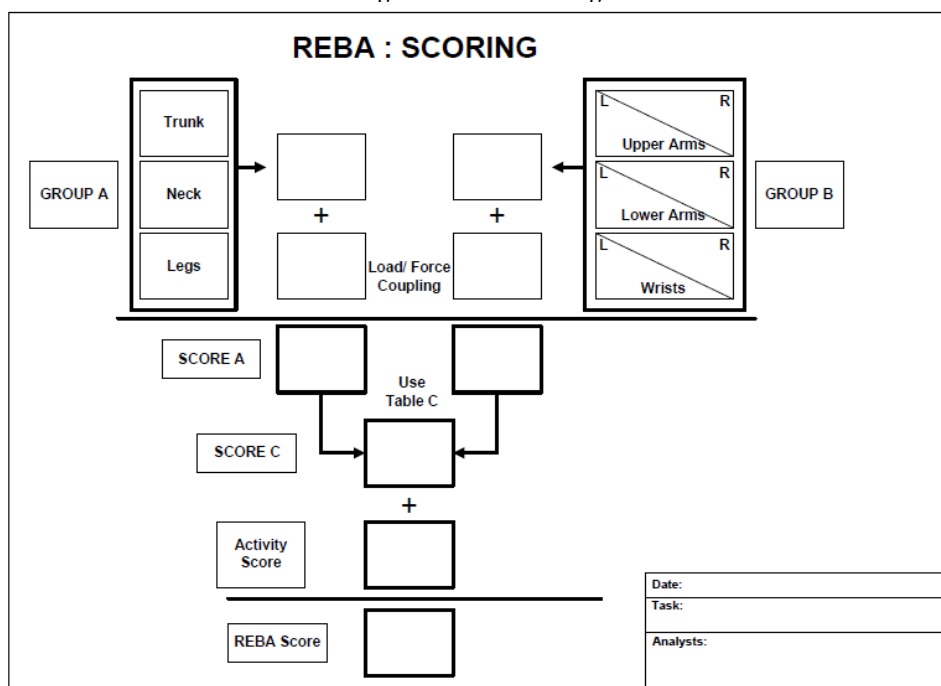 REBA : SCORING
Trunk
Neck
Legs
GROUP A
+
+
Load/ Force
Coupling
L R
Upper Arms
L R
Lower Arms
L R
Wrists
GROUP B
SCORE A
Use
Table C
SCORE C
+
Activity
Score
REBA Score
Date:
Task:
Analysts: